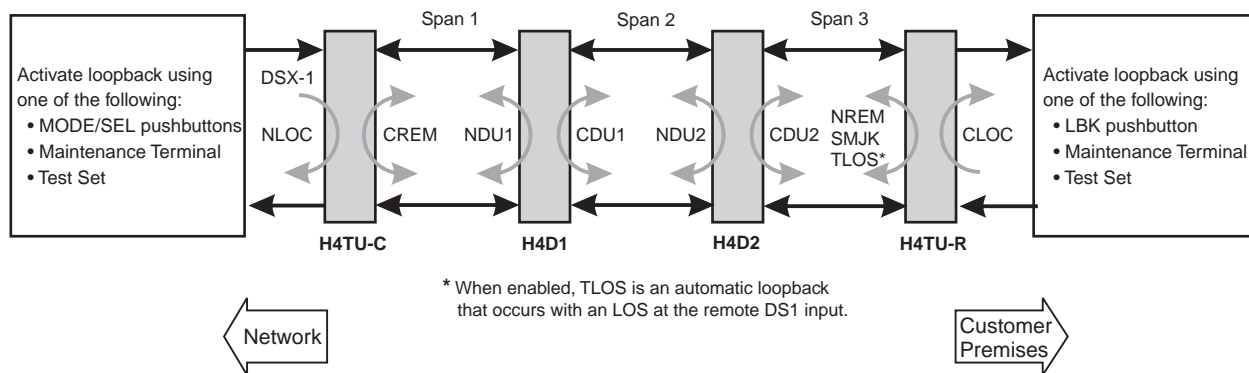 Span 1
Span 2
Span 3
Activate loopback using
one of the following:
• MODE/SEL pushbuttons
• Maintenance Terminal
• Test Set
DSX-1
NLOC
CREM
NDU1
CDU1
NDU2
CDU2
NREM
SMJK
TLOS*
CLOC
Activate loopback using
one of the following:
• LBK pushbutton
• Maintenance Terminal
• Test Set
H4TU-C
H4D1
H4D2
H4TU-R
* When enabled, TLOS is an automatic loopback
that occurs with an LOS at the remote DS1 input.
Network
Customer
Premises